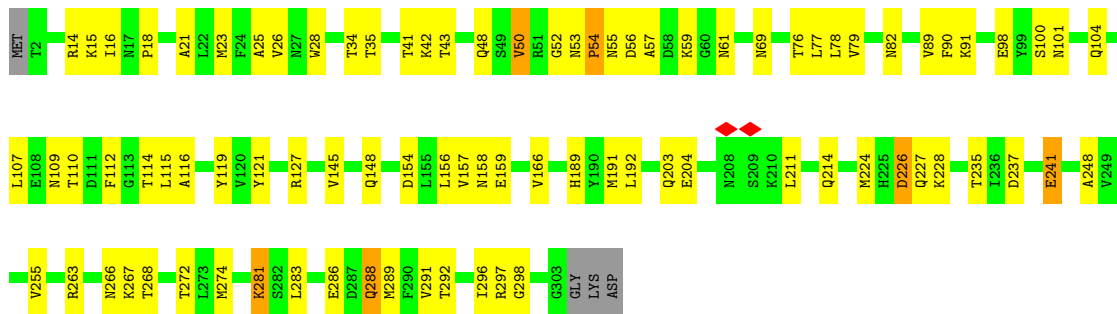 MET T2 R14 K15 I16 N17 P18 A21 L22 M23 F24 A25 V26 N27 W28 T34 T35 T41 K42 T43 Q48 S49 V50 R51 G52 N53 P54 N55 D56 A57 D58 K59 G60 N61 N69 T76 L77 L78 V79 N82 V89 F90 K91 E98 Y99 S100 N101 Q104
L107 E108 N109 T110 D111 F112 G113 T114 L115 A116 Y119 V120 Y121 R127 V145 Q148 D154 L155 L156 V157 N158 E159 V166 H189 Y190 M191 L192 Q203 E204 N208 S209 K210 L211 Q214 M224 H225 D226 Q227 K228 T235 I236 D237 E241 A248 V249
V255 R263 N266 K267 T268 T272 L273 M274 K281 S282 L283 E286 D287 Q288 M289 F290 V291 T292 I296 R297 G298 G303 GLY LYS ASP